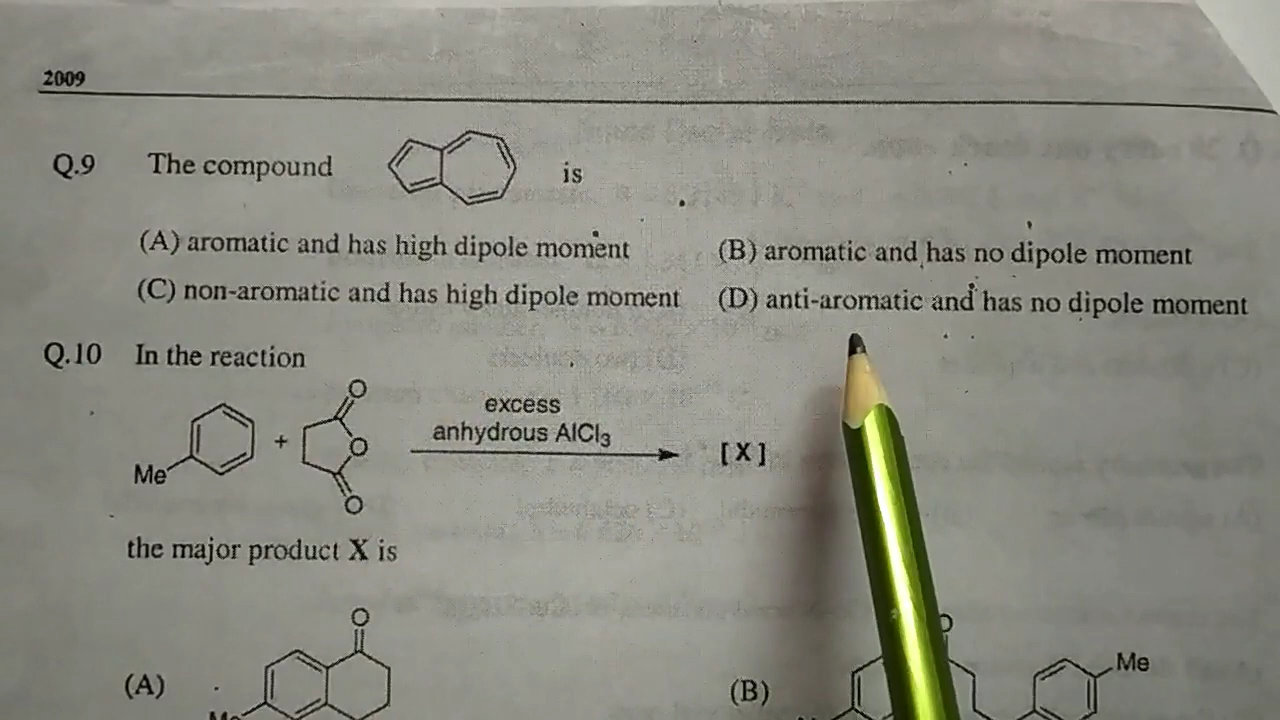 2009
Q.9 The compound is
(A) aromatic and has high dipole moment (B) aromatic and has no dipole moment
(C) non-aromatic and has high dipole moment (D) anti-aromatic and has no dipole moment
Q.10 In the reaction
Me + O O O excess
anhydrous AlCl3 [X]
the major product X is
(A) O (B) O Me